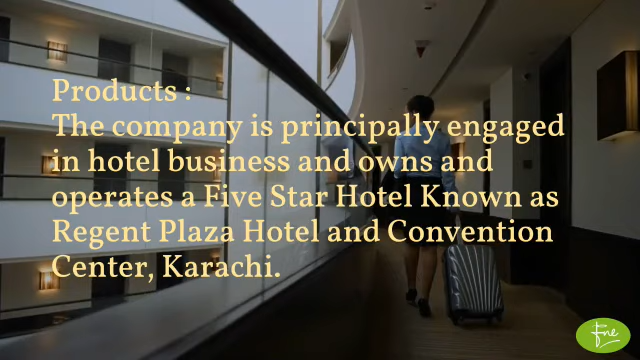 Products :
The company is principally engaged
in hotel business and owns and
operates a Five Star Hotel Known as
Regent Plaza Hotel and Convention
Center, Karachi.
fne